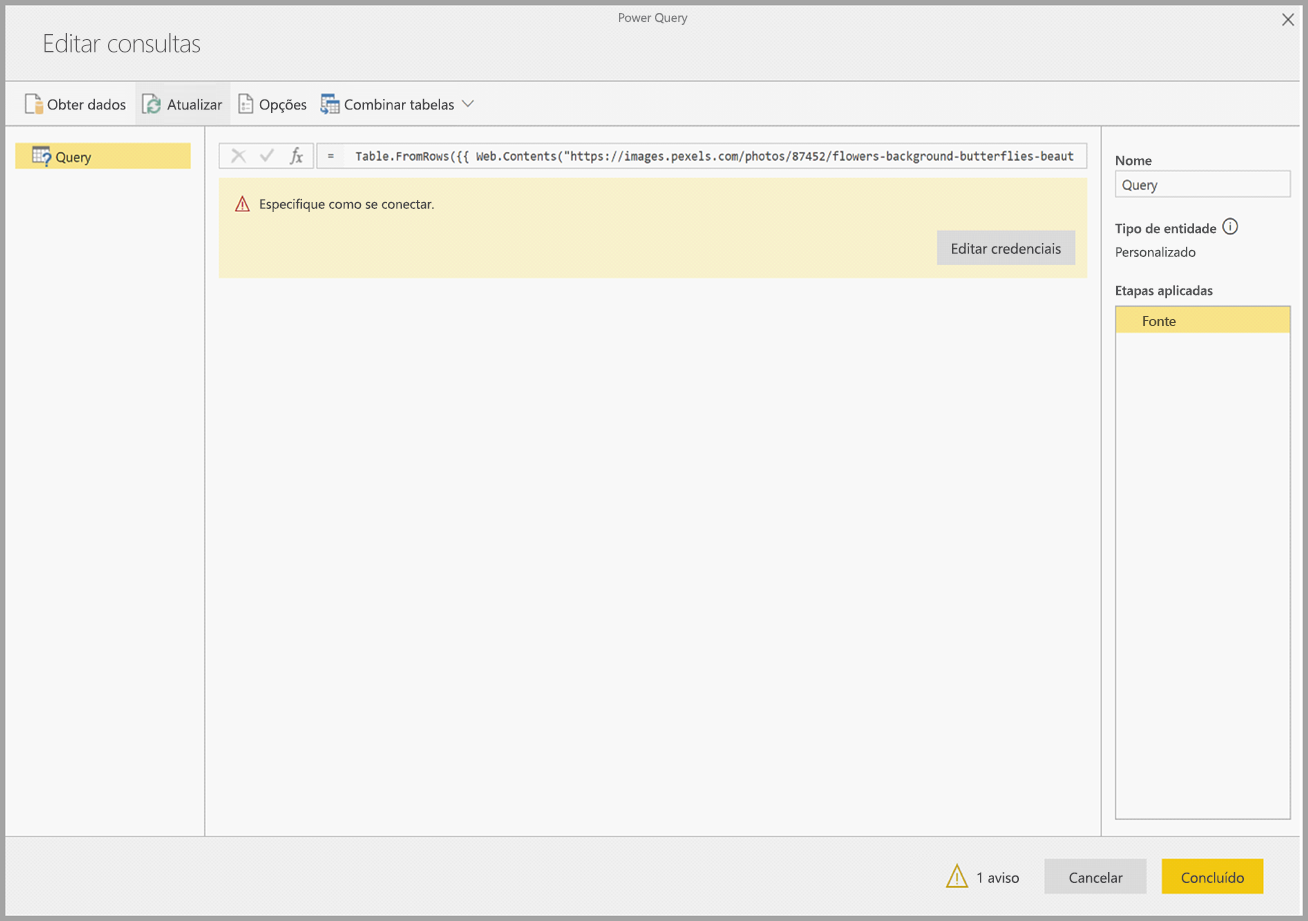 Power Query
Editar consultas
Obter dados Atualizar Opções Combinar tabelas
Query
fx = Table.FromRows({{ Web.Contents("https://images.pexels.com/photos/87452/flowers-background-butterflies-beaut
Especifique como se conectar.
Editar credenciais
Nome
Query
Tipo de entidade
Personalizado
Etapas aplicadas
Fonte
1 aviso Cancelar Concluído